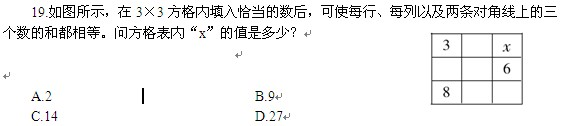 19.如图所示，在 3×3 方格内填入恰当的数后，可使每行、每列以及两条对角线上的三
个数的和都相等。问方格表内“x”的值是多少？
3 x
6
8
A.2 B.9
C.14 D.27